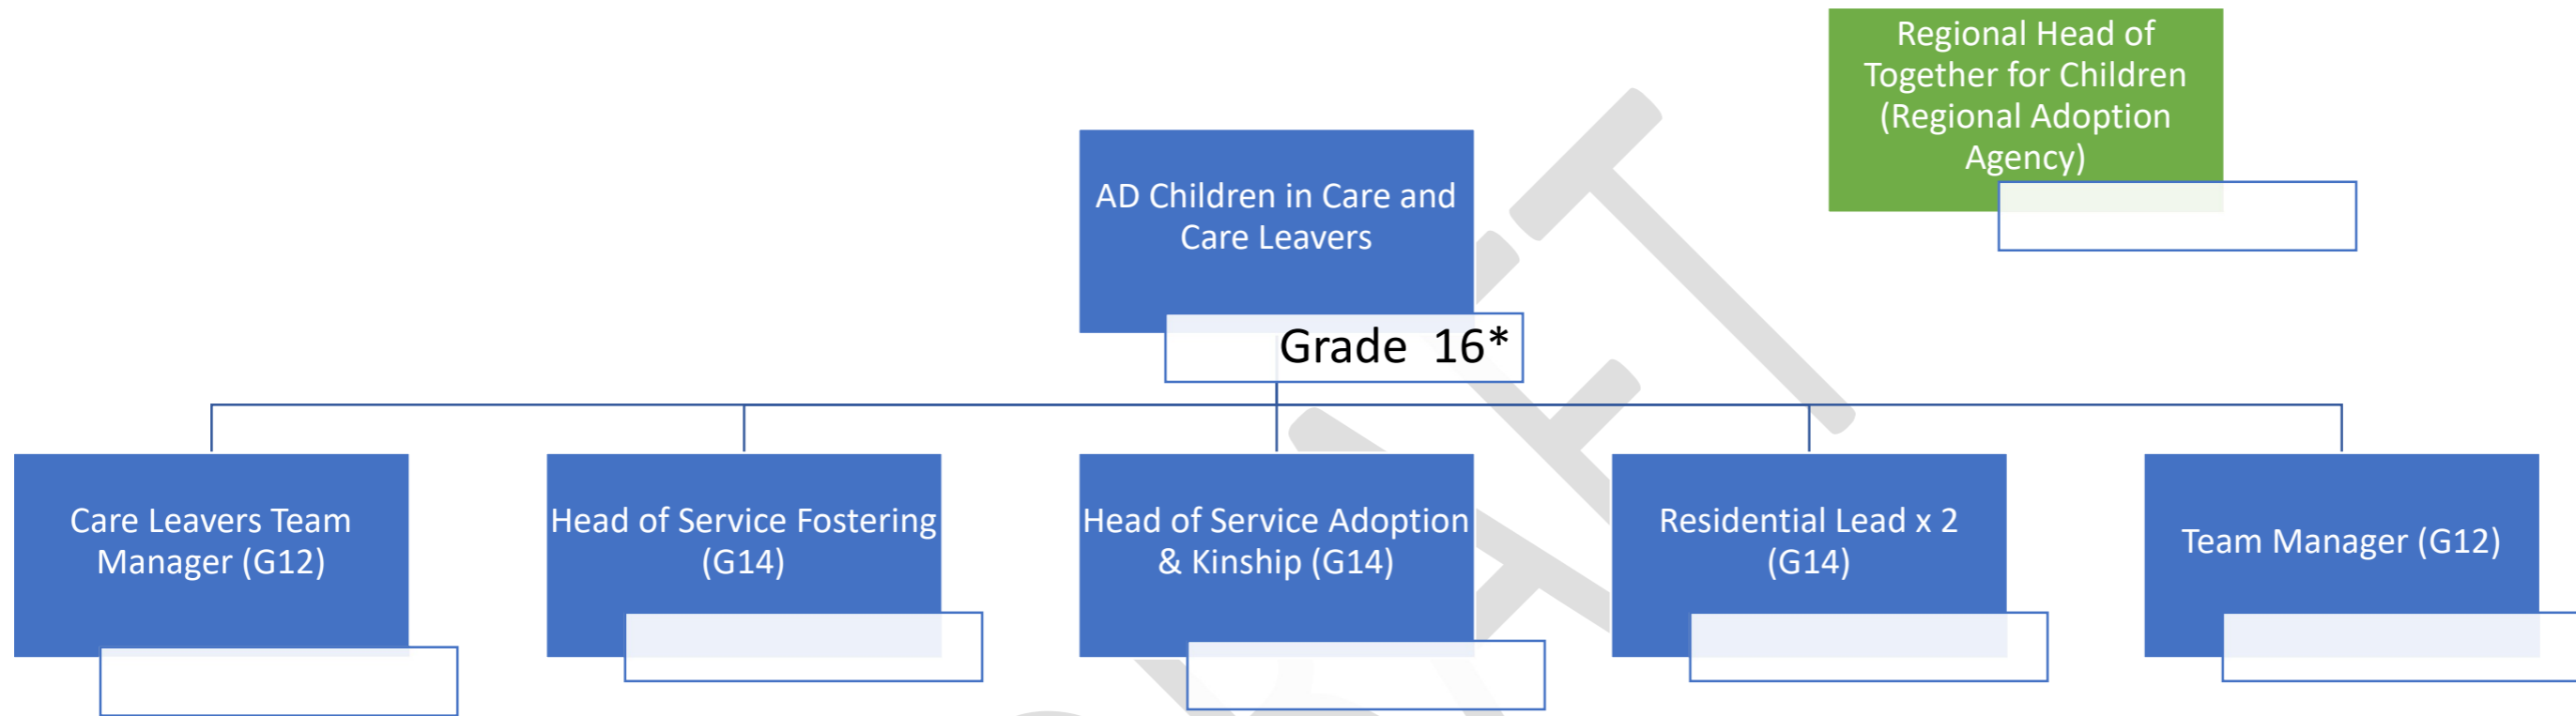 Regional Head of
Together for Children
(Regional Adoption
Agency)
AD Children in Care and
Care Leavers
Grade 16*
Care Leavers Team
Manager (G12)
Head of Service Fostering
(G14)
Head of Service Adoption
& Kinship (G14)
Residential Lead x 2
(G14)
Team Manager (G12)